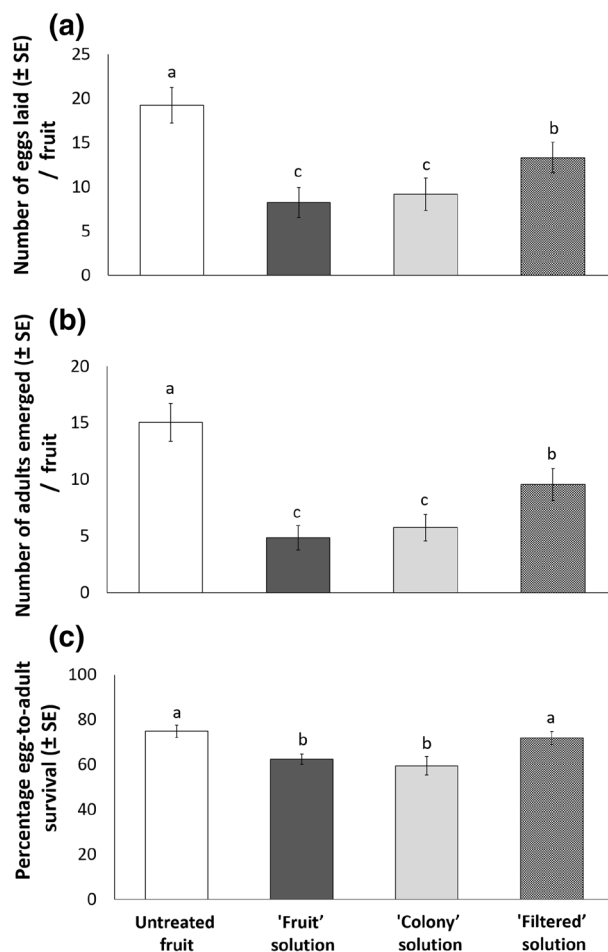 (a)
Number of eggs laid (± SE)
/ fruit
25
20
15
10
5
0
a
c
c
b
(b)
Number of adults emerged (± SE)
/ fruit
20
15
10
5
0
a
c
c
b
(c)
Percentage egg-to-adult
survival (± SE)
100
80
60
40
20
0
a
b
b
a
Untreated
fruit
'Fruit’
solution
'Colony’
solution
'Filtered’
solution